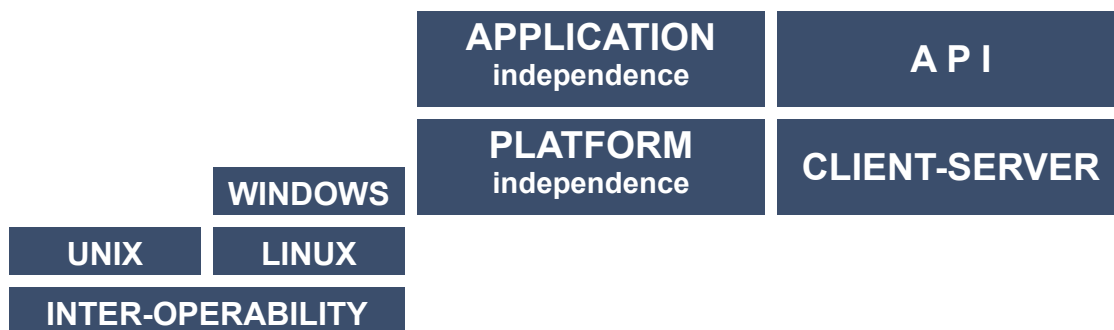 APPLICATION
independence
A P I
PLATFORM
independence
CLIENT-SERVER
WINDOWS
UNIX
LINUX
INTER-OPERABILITY